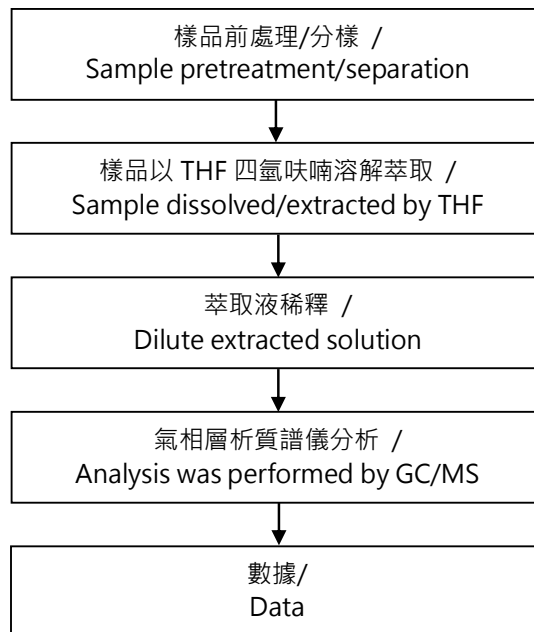 樣品前處理/分樣 /
Sample pretreatment/separation
樣品以 THF 四氫呋喃溶解萃取 /
Sample dissolved/extracted by THF
萃取液稀釋 /
Dilute extracted solution
氣相層析質譜儀分析 /
Analysis was performed by GC/MS
數據/
Data